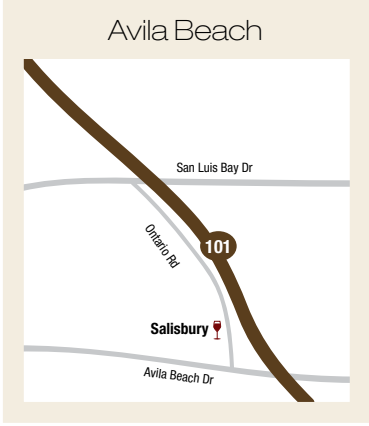 Avila Beach
San Luis Bay Dr
Ontario Rd
101
Salisbury
Avila Beach Dr